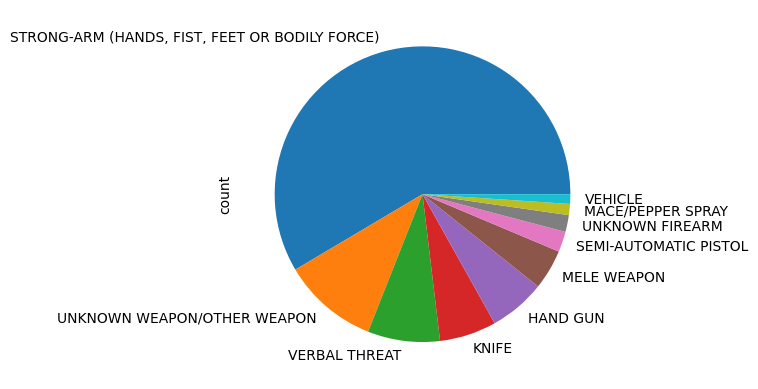 STRONG-ARM (HANDS, FIST, FEET OR BODILY FORCE)
count
VEHICLE
MACE/PEPPER SPRAY
UNKNOWN FIREARM
SEMI-AUTOMATIC PISTOL
MELE WEAPON
HAND GUN
UNKNOWN WEAPON/OTHER WEAPON
KNIFE
VERBAL THREAT